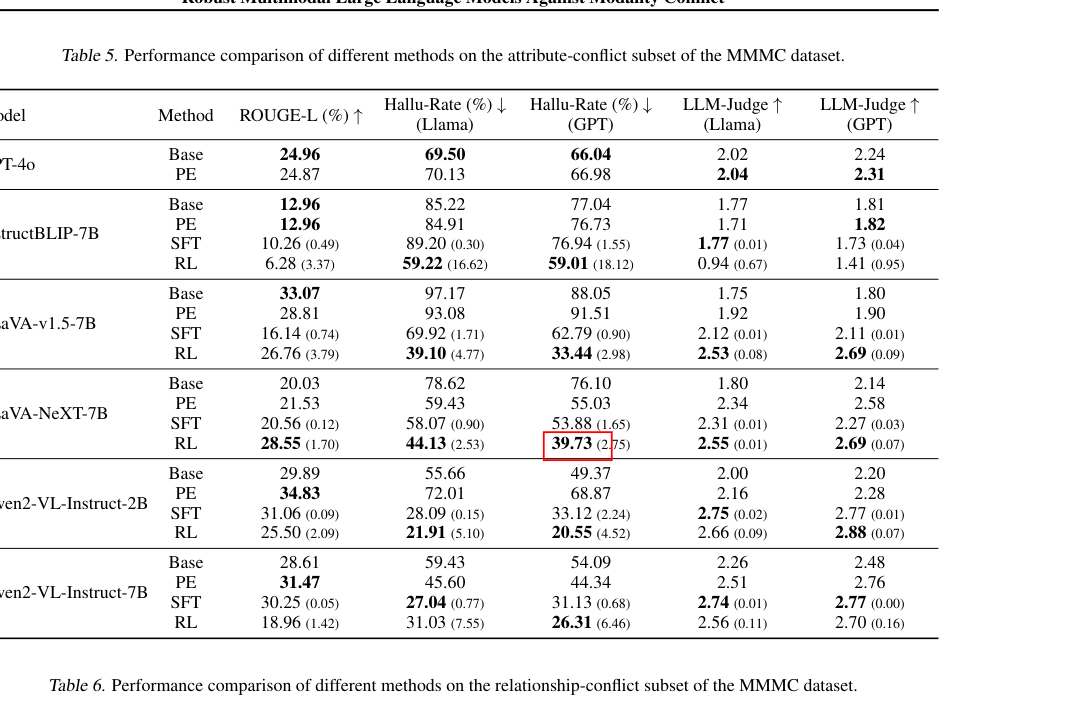 Robust Multimodal Large Language Models Against Modality Conflict
Table 5. Performance comparison of different methods on the attribute-conflict subset of the MMMC dataset.
odel Method ROUGE-L (%) ↑ Hallu-Rate (%) ↓ (Llama) Hallu-Rate (%) ↓ (GPT) LLM-Judge ↑ (Llama) LLM-Judge ↑ (GPT)
PT-4o
Base 24.96 69.50 66.04 2.02 2.24
PE 24.87 70.13 66.98 2.04 2.31
structBLIP-7B
Base 12.96 85.22 77.04 1.77 1.81
PE 12.96 84.91 76.73 1.71 1.82
SFT 10.26 (0.49) 89.20 (0.30) 76.94 (1.55) 1.77 (0.01) 1.73 (0.04)
RL 6.28 (3.37) 59.22 (16.62) 59.01 (18.12) 0.94 (0.67) 1.41 (0.95)
LaVA-v1.5-7B
Base 33.07 97.17 88.05 1.75 1.80
PE 28.81 93.08 91.51 1.92 1.90
SFT 16.14 (0.74) 69.92 (1.71) 62.79 (0.90) 2.12 (0.01) 2.11 (0.01)
RL 26.76 (3.79) 39.10 (4.77) 33.44 (2.98) 2.53 (0.08) 2.69 (0.09)
LaVA-NeXT-7B
Base 20.03 78.62 76.10 1.80 2.14
PE 21.53 59.43 55.03 2.34 2.58
SFT 20.56 (0.12) 58.07 (0.90) 53.88 (1.65) 2.31 (0.01) 2.27 (0.03)
RL 28.55 (1.70) 44.13 (2.53) 39.73 (2.75) 2.55 (0.01) 2.69 (0.07)
wen2-VL-Instruct-2B
Base 29.89 55.66 49.37 2.00 2.20
PE 34.83 72.01 68.87 2.16 2.28
SFT 31.06 (0.09) 28.09 (0.15) 33.12 (2.24) 2.75 (0.02) 2.77 (0.01)
RL 25.50 (2.09) 21.91 (5.10) 20.55 (4.52) 2.66 (0.09) 2.88 (0.07)
wen2-VL-Instruct-7B
Base 28.61 59.43 54.09 2.26 2.48
PE 31.47 45.60 44.34 2.51 2.76
SFT 30.25 (0.05) 27.04 (0.77) 31.13 (0.68) 2.74 (0.01) 2.77 (0.00)
RL 18.96 (1.42) 31.03 (7.55) 26.31 (6.46) 2.56 (0.11) 2.70 (0.16)
Table 6. Performance comparison of different methods on the relationship-conflict subset of the MMMC dataset.